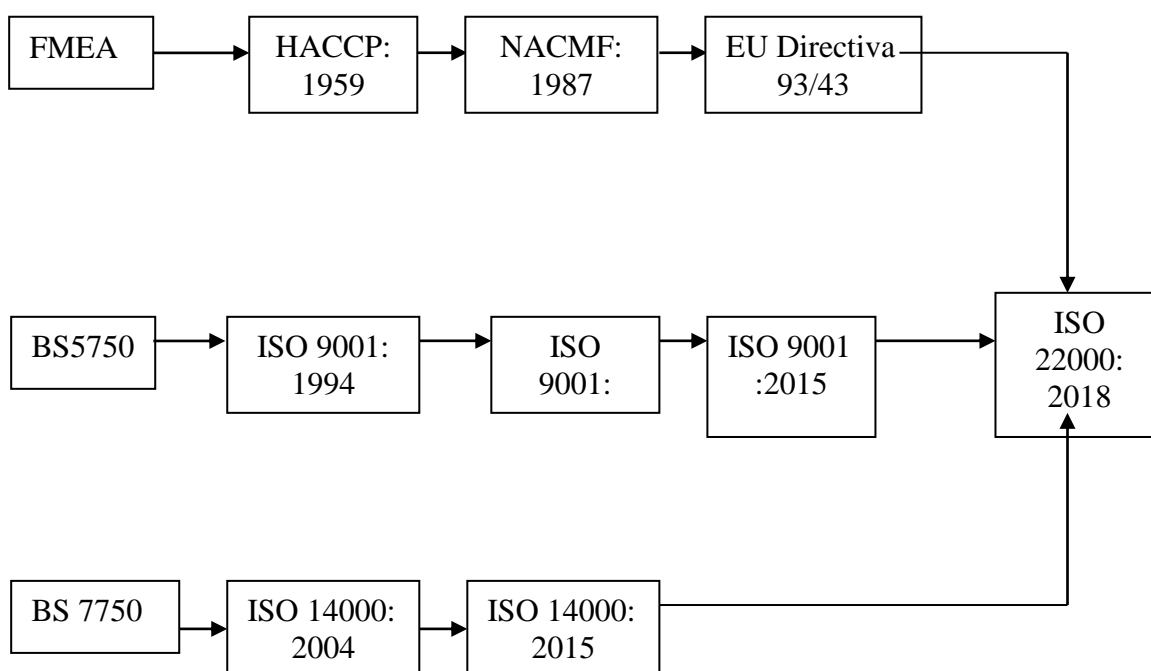 FMEA
HACCP:
1959
NACMF:
1987
EU Directiva
93/43
BS5750
ISO 9001:
1994
ISO
9001:
ISO 9001
:2015
ISO
22000:
2018
BS 7750
ISO 14000:
2004
ISO 14000:
2015